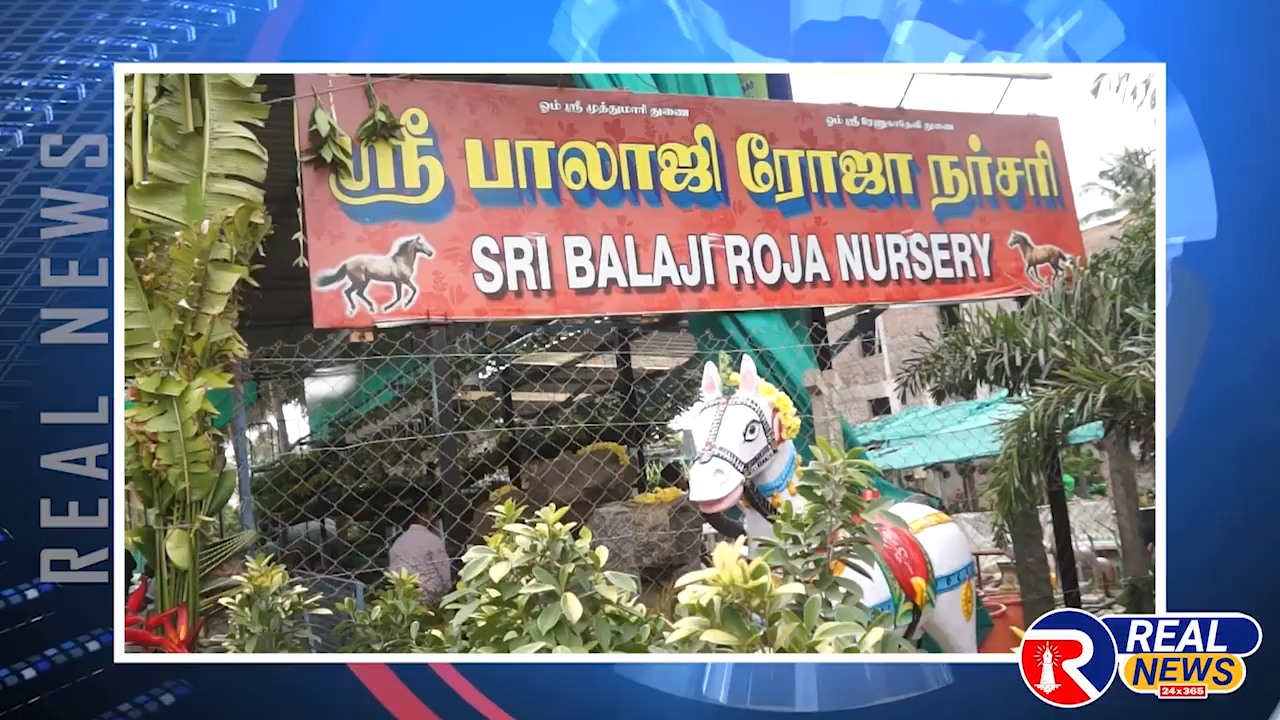 ஓம் ஸ்ரீ முத்துமாரி துணை
ஓம் ஸ்ரீ ரேணுகாதேவி துணை
ஸ்ரீ பாலாஜி ரோஜா நர்சரி
SRI BALAJI ROJA NURSERY
REAL NEWS
R
REAL
NEWS
24x365